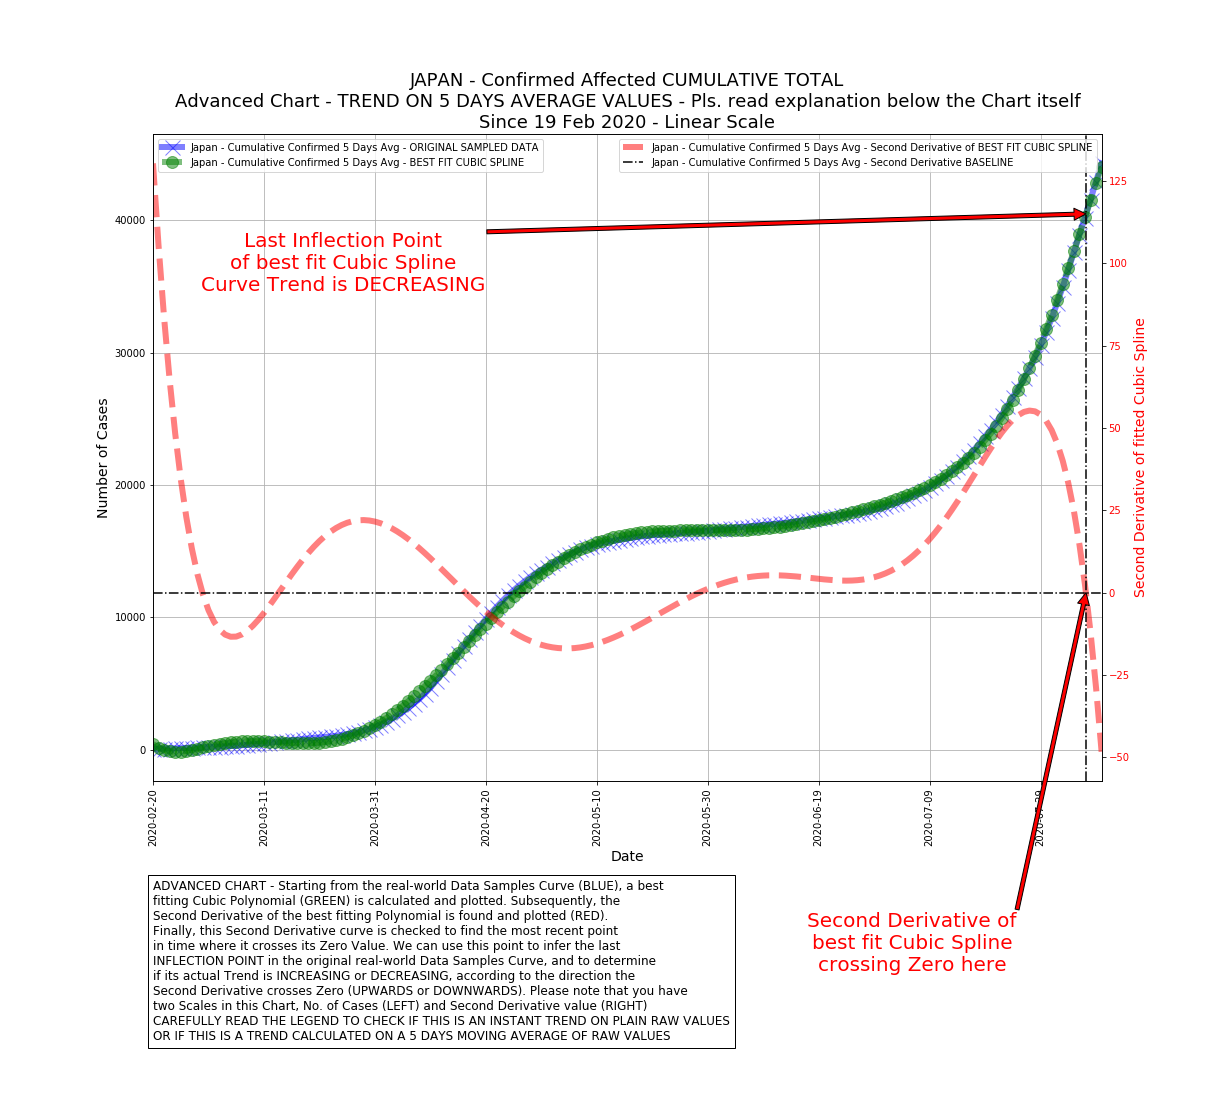 JAPAN - Confirmed Affected CUMULATIVE TOTAL
Advanced Chart - TREND ON 5 DAYS AVERAGE VALUES - Pls. read explanation below the Chart itself
Since 19 Feb 2020 - Linear Scale
Japan - Cumulative Confirmed 5 Days Avg - ORIGINAL SAMPLED DATA
Japan - Cumulative Confirmed 5 Days Avg - BEST FIT CUBIC SPLINE
Japan - Cumulative Confirmed 5 Days Avg - Second Derivative of BEST FIT CUBIC SPLINE
Japan - Cumulative Confirmed 5 Days Avg - Second Derivative BASELINE
Last Inflection Point
of best fit Cubic Spline
Curve Trend is DECREASING
Number of Cases
40000
30000
20000
10000
0
125
100
75
50
25
0
−25
−50
Second Derivative of fitted Cubic Spline
2020-02-20
2020-03-11
2020-03-31
2020-04-20
2020-05-10
2020-05-30
2020-06-19
2020-07-09
2020-07-29
Date
ADVANCED CHART - Starting from the real-world Data Samples Curve (BLUE), a best
fitting Cubic Polynomial (GREEN) is calculated and plotted. Subsequently, the
Second Derivative of the best fitting Polynomial is found and plotted (RED).
Finally, this Second Derivative curve is checked to find the most recent point
in time where it crosses its Zero Value. We can use this point to infer the last
INFLECTION POINT in the original real-world Data Samples Curve, and to determine
if its actual Trend is INCREASING or DECREASING, according to the direction the
Second Derivative crosses Zero (UPWARDS or DOWNWARDS). Please note that you have
two Scales in this Chart, No. of Cases (LEFT) and Second Derivative value (RIGHT)
CAREFULLY READ THE LEGEND TO CHECK IF THIS IS AN INSTANT TREND ON PLAIN RAW VALUES
OR IF THIS IS A TREND CALCULATED ON A 5 DAYS MOVING AVERAGE OF RAW VALUES
Second Derivative of
best fit Cubic Spline
crossing Zero here